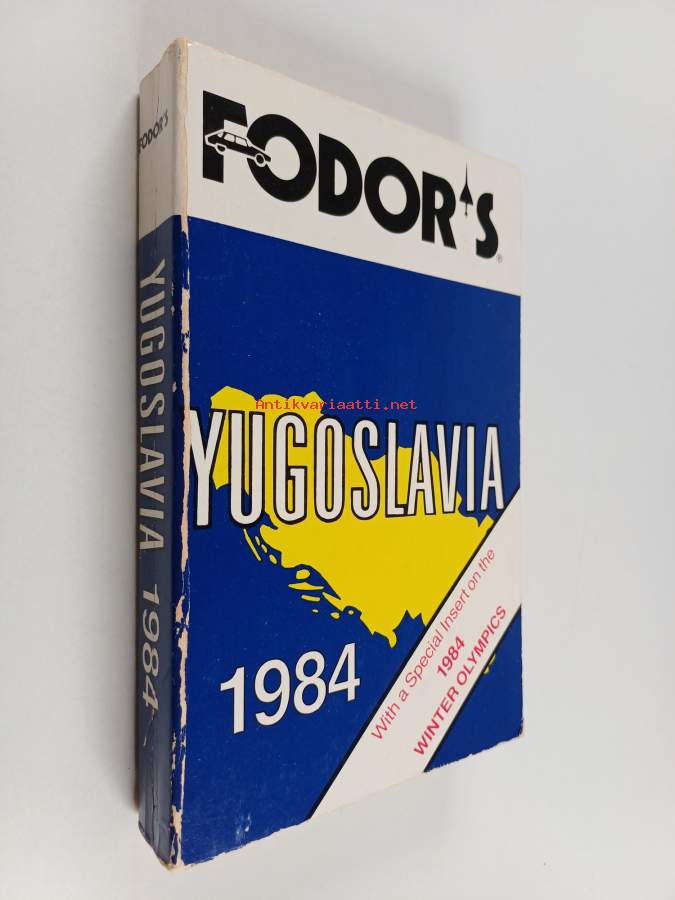 FODOR'S
YUGOSLAVIA 1984
FODOR'S®
Antikvariaatti.net
YUGOSLAVIA
1984
With a Special Insert on the
1984
WINTER OLYMPICS